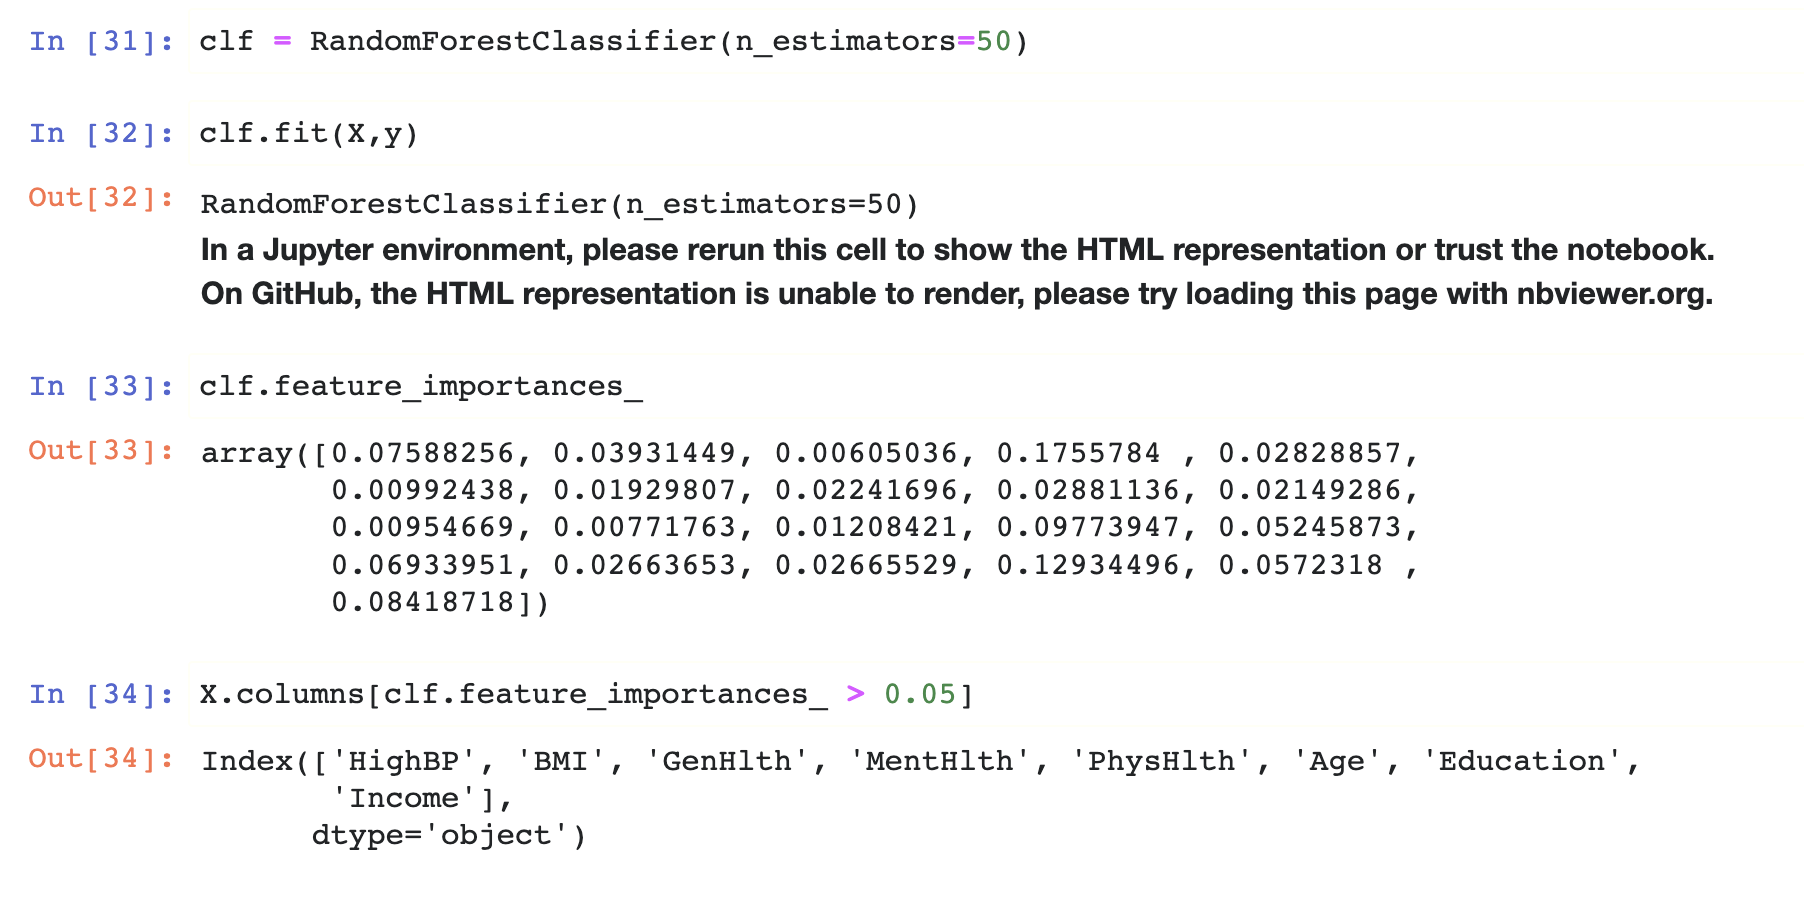 In [31]: clf = RandomForestClassifier(n_estimators=50)
In [32]: clf.fit(X,y)
Out[32]: RandomForestClassifier(n_estimators=50)
In a Jupyter environment, please rerun this cell to show the HTML representation or trust the notebook.
On GitHub, the HTML representation is unable to render, please try loading this page with nbviewer.org.
In [33]: clf.feature_importances_
Out[33]: array([0.07588256, 0.03931449, 0.00605036, 0.1755784 , 0.02828857,
0.00992438, 0.01929807, 0.02241696, 0.02881136, 0.02149286,
0.00954669, 0.00771763, 0.01208421, 0.09773947, 0.05245873,
0.06933951, 0.02663653, 0.02665529, 0.12934496, 0.0572318 ,
0.08418718])
In [34]: X.columns[clf.feature_importances_ > 0.05]
Out[34]: Index(['HighBP', 'BMI', 'GenHlth', 'MentHlth', 'PhysHlth', 'Age', 'Education',
'Income'],
dtype='object')